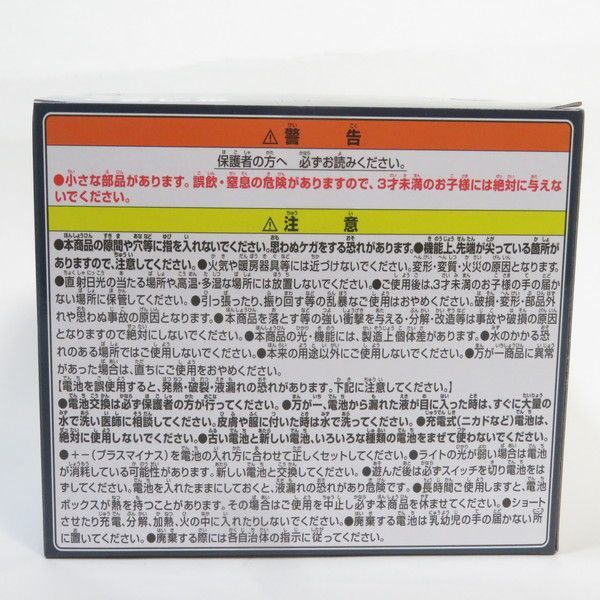 ⚠警告
保護者の方へ 必ずお読みください。
●小さな部品があります。誤飲・窒息の危険がありますので、3才未満のお子様には絶対に与えな
いでください。
⚠注意
●本商品の隙間や穴等に指を入れないでください。思わぬケガをする恐れがあります。●機能上、先端が尖っている箇所が
ありますので、注意してください。●火気や暖房器具等には近づけないでください。変形・変質・火災の原因となります。
●直射日光の当たる場所や高温・多湿な場所には放置しないでください。●ご使用後は、3才未満のお子様の手の届か
ない場所に保管してください。●引っ張ったり、振り回す等の乱暴なご使用はおやめください。破損・変形・部品外
れや思わぬ事故の原因となります。●本商品を落とす等の強い衝撃を与える・分解・改造等は事故や破損の原因
となりますので絶対にしないでください。●本商品の光・機能には、製造上個体差があります。●水のかかる恐
れのある場所ではご使用しないでください。●本来の用途以外にご使用しないでください。●万が一商品に異常
があった場合は、直ちにご使用をおやめください。
【電池を誤使用すると、発熱・破裂・液漏れの恐れがあります。下記に注意してください。】
●電池交換は必ず保護者の方が行ってください。●万が一、電池から漏れた液が目に入った時は、すぐに大量の
水で洗い医師に相談してください。皮膚や服に付いた時は水で洗ってください。●充電式(ニカドなど)電池は、
絶対に使用しないでください。●古い電池と新しい電池、いろいろな種類の電池をまぜて使わないでください。
●+−(プラスマイナス)を電池の入れ方に合わせて正しくセットしてください。●ライトの光が弱い場合は電池
が消耗している可能性があります。新しい電池と交換してください。●遊んだ後は必ずスイッチを切り電池をは
ずしてください。電池を入れたままにしておくと、液漏れの恐れがあり危険です。●長時間ご使用しますと、電池
ボックスが熱を持つことがあります。その場合はご使用を中止し必ず本商品を休ませてください。●ショート
させたり充電、分解、加熱、火の中に入れたりしないでください。●廃棄する電池は乳幼児の手の届かない所
に置いてください。●廃棄する際には各自治体の指示に従ってください。